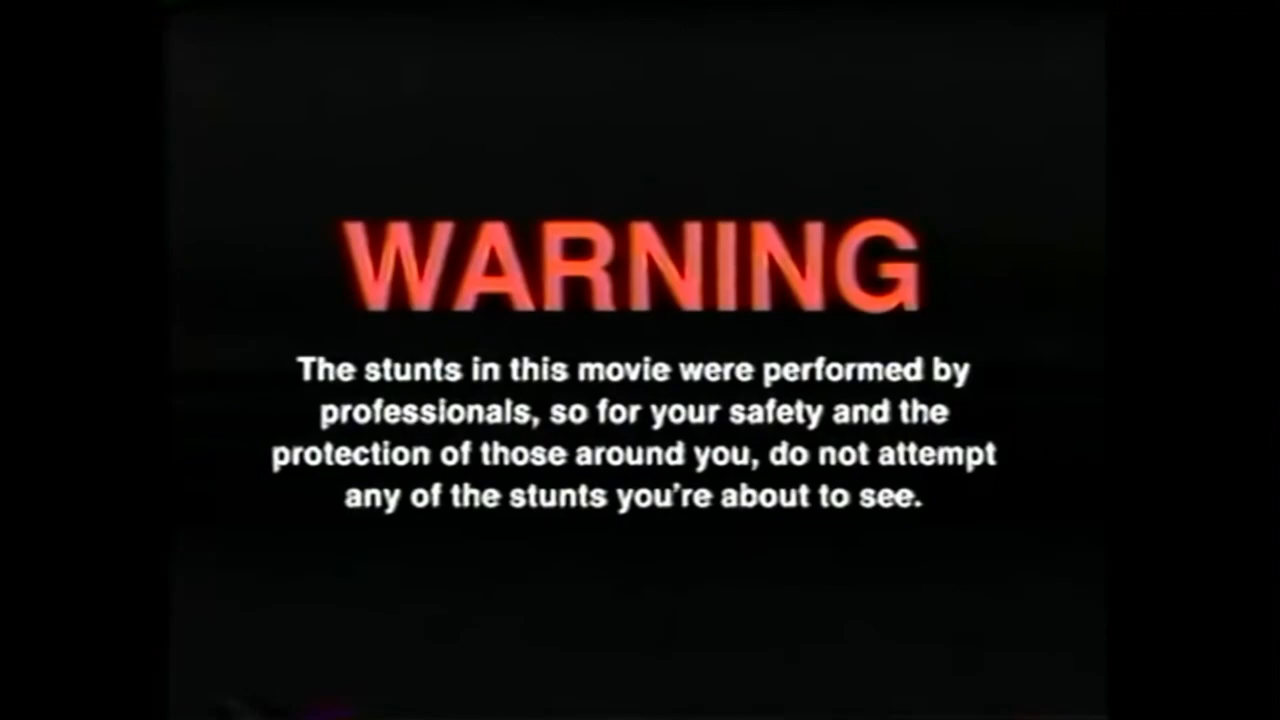 WARNING
The stunts in this movie were performed by
professionals, so for your safety and the
protection of those around you, do not attempt
any of the stunts you're about to see.